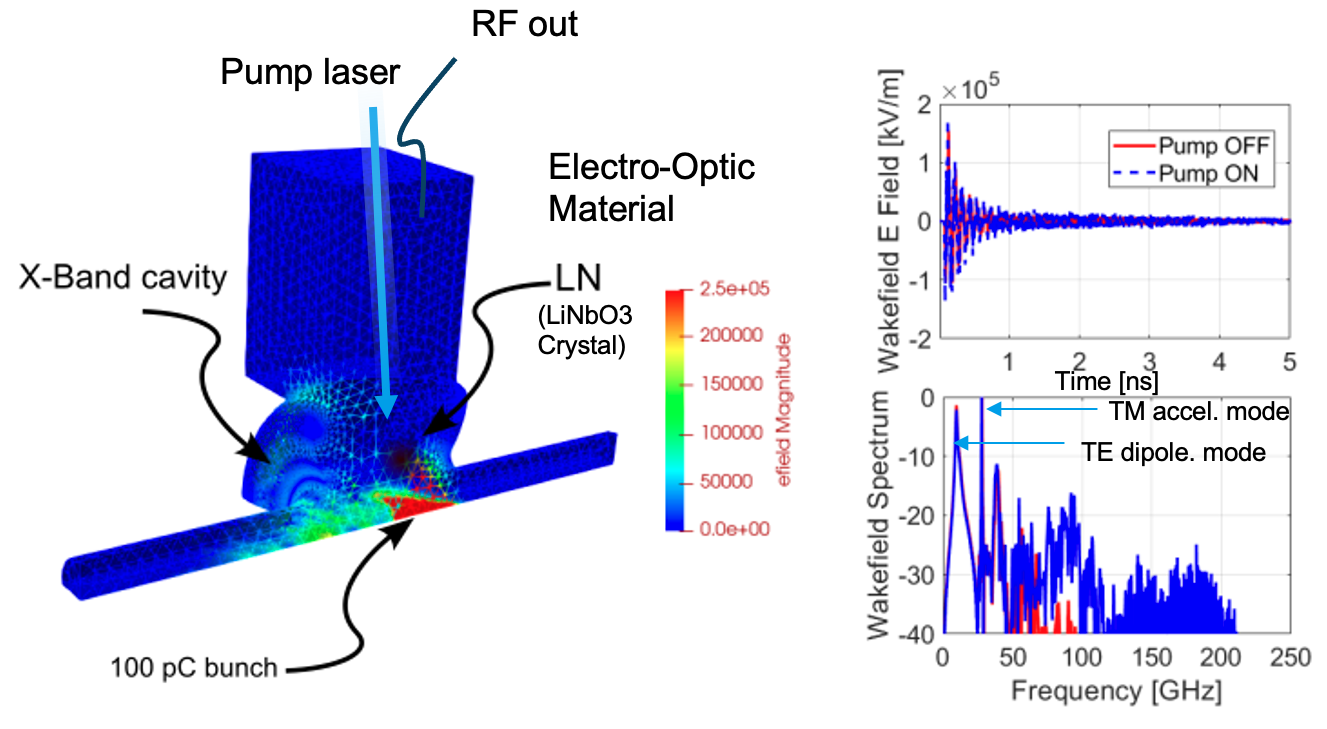 RF out
Pump laser
Electro-Optic
Material
X-Band cavity
LN
(LiNbO3
Crystal)
100 pC bunch
2.5e+05
200000
150000
100000
50000
0.0e+00
efield Magnitude
×10⁵
Wakefield E Field [kV/m]
2
1
0
-1
-2
Pump OFF
Pump ON
1 2 3 4 5
Time [ns]
Wakefield Spectrum
0
-10
-20
-30
-40
TM accel. mode
TE dipole. mode
0 50 100 150 200 250
Frequency [GHz]